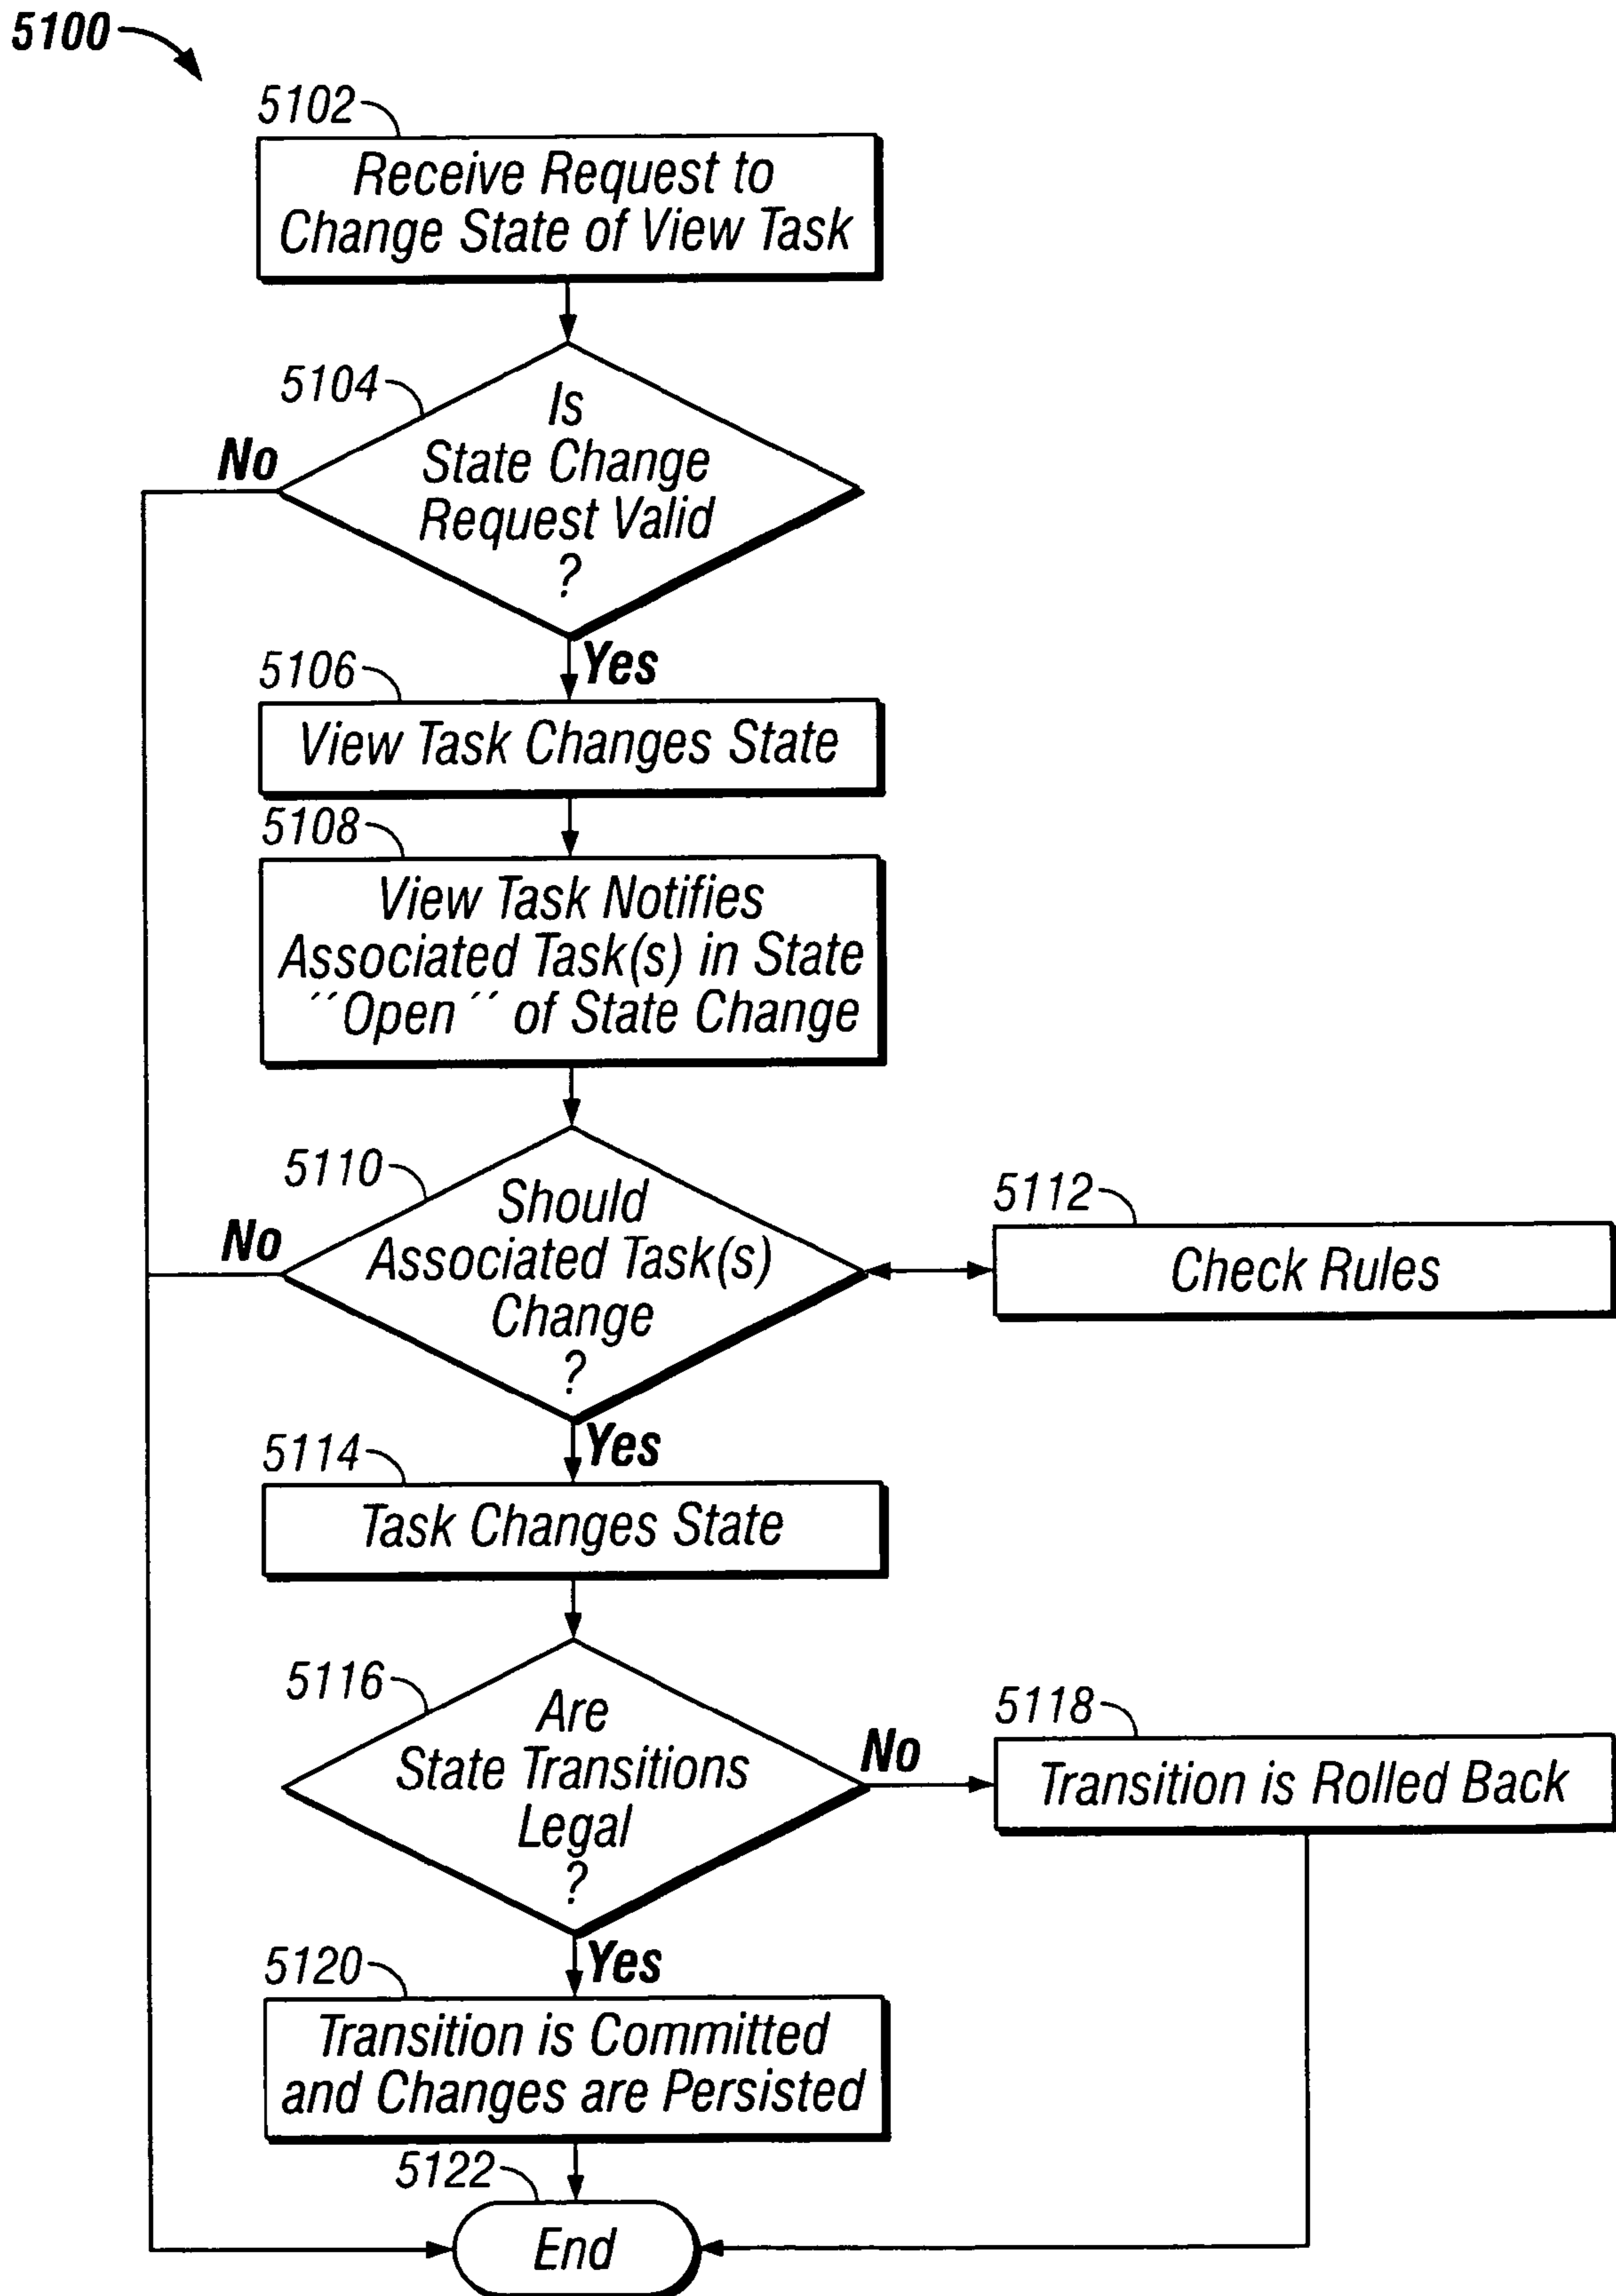 5100
5102
Receive Request to
Change State of View Task
5104
Is
State Change
Request Valid
?
No
Yes
5106
View Task Changes State
5108
View Task Notifies
Associated Task(s) in State
˝Open˝ of State Change
5110
Should
Associated Task(s)
Change
?
No
5112
Check Rules
Yes
5114
Task Changes State
5116
Are
State Transitions
Legal
?
No
5118
Transition is Rolled Back
Yes
5120
Transition is Committed
and Changes are Persisted
5122
End